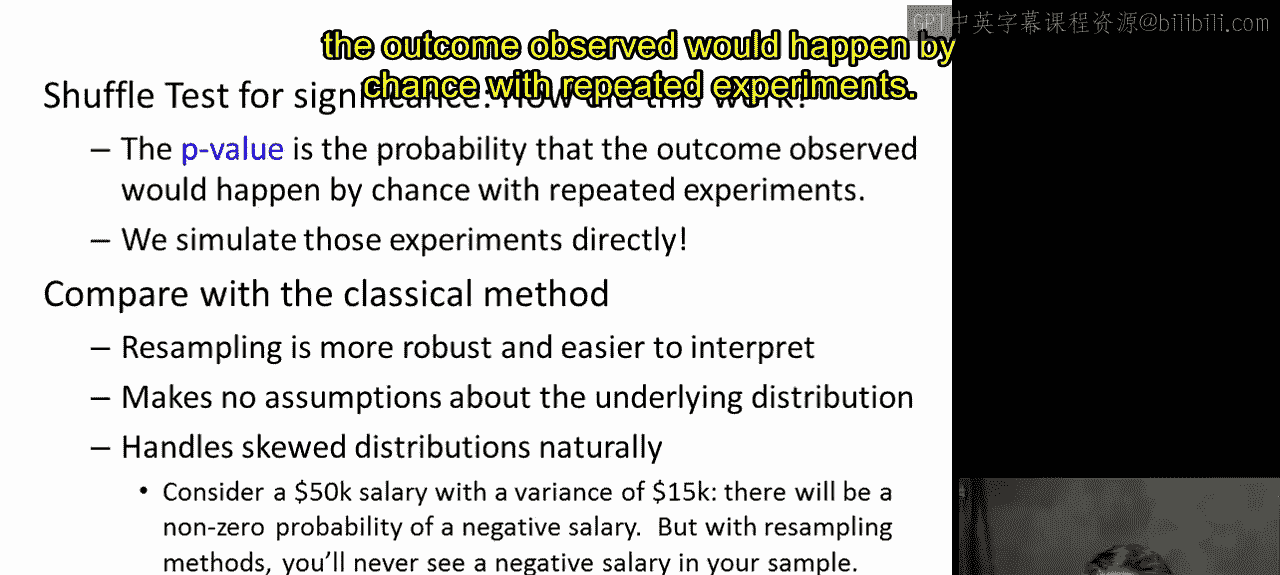 GPT中英字幕课程资源@bilibili.com
the outcome observed would happen by
chance with repeated experiments.
Shuffle Test for significance: How did this work?
– The p-value is the probability that the outcome observed
would happen by chance with repeated experiments.
– We simulate those experiments directly!
Compare with the classical method
– Resampling is more robust and easier to interpret
– Makes no assumptions about the underlying distribution
– Handles skewed distributions naturally
• Consider a $50k salary with a variance of $15k: there will be a
non-zero probability of a negative salary. But with resampling
methods, you’ll never see a negative salary in your sample.